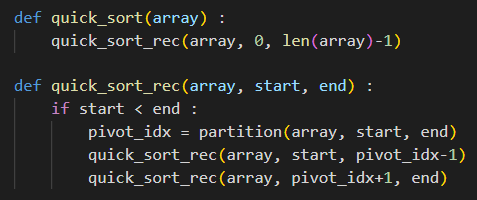 def quick_sort(array) :
    quick_sort_rec(array, 0, len(array)-1)

def quick_sort_rec(array, start, end) :
    if start < end :
        pivot_idx = partition(array, start, end)
        quick_sort_rec(array, start, pivot_idx-1)
        quick_sort_rec(array, pivot_idx+1, end)